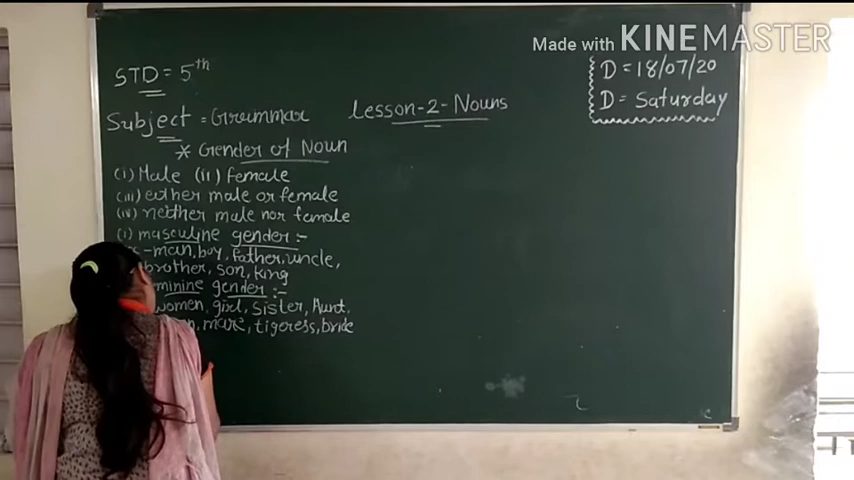 Made with KINEMASTER
D = 18/07/20
D = Saturday
STD = 5th
Subject = Grammar
Lesson-2-Nouns
* Gender of Noun
(i) Male (ii) female
(iii) either male or female
(iv) neither male nor female
(i) masculine gender :-
-man, boy, father, uncle,
brother, son, king
minine gender :-
women, girl, Sister, Aunt,
mare, tigeress, bride